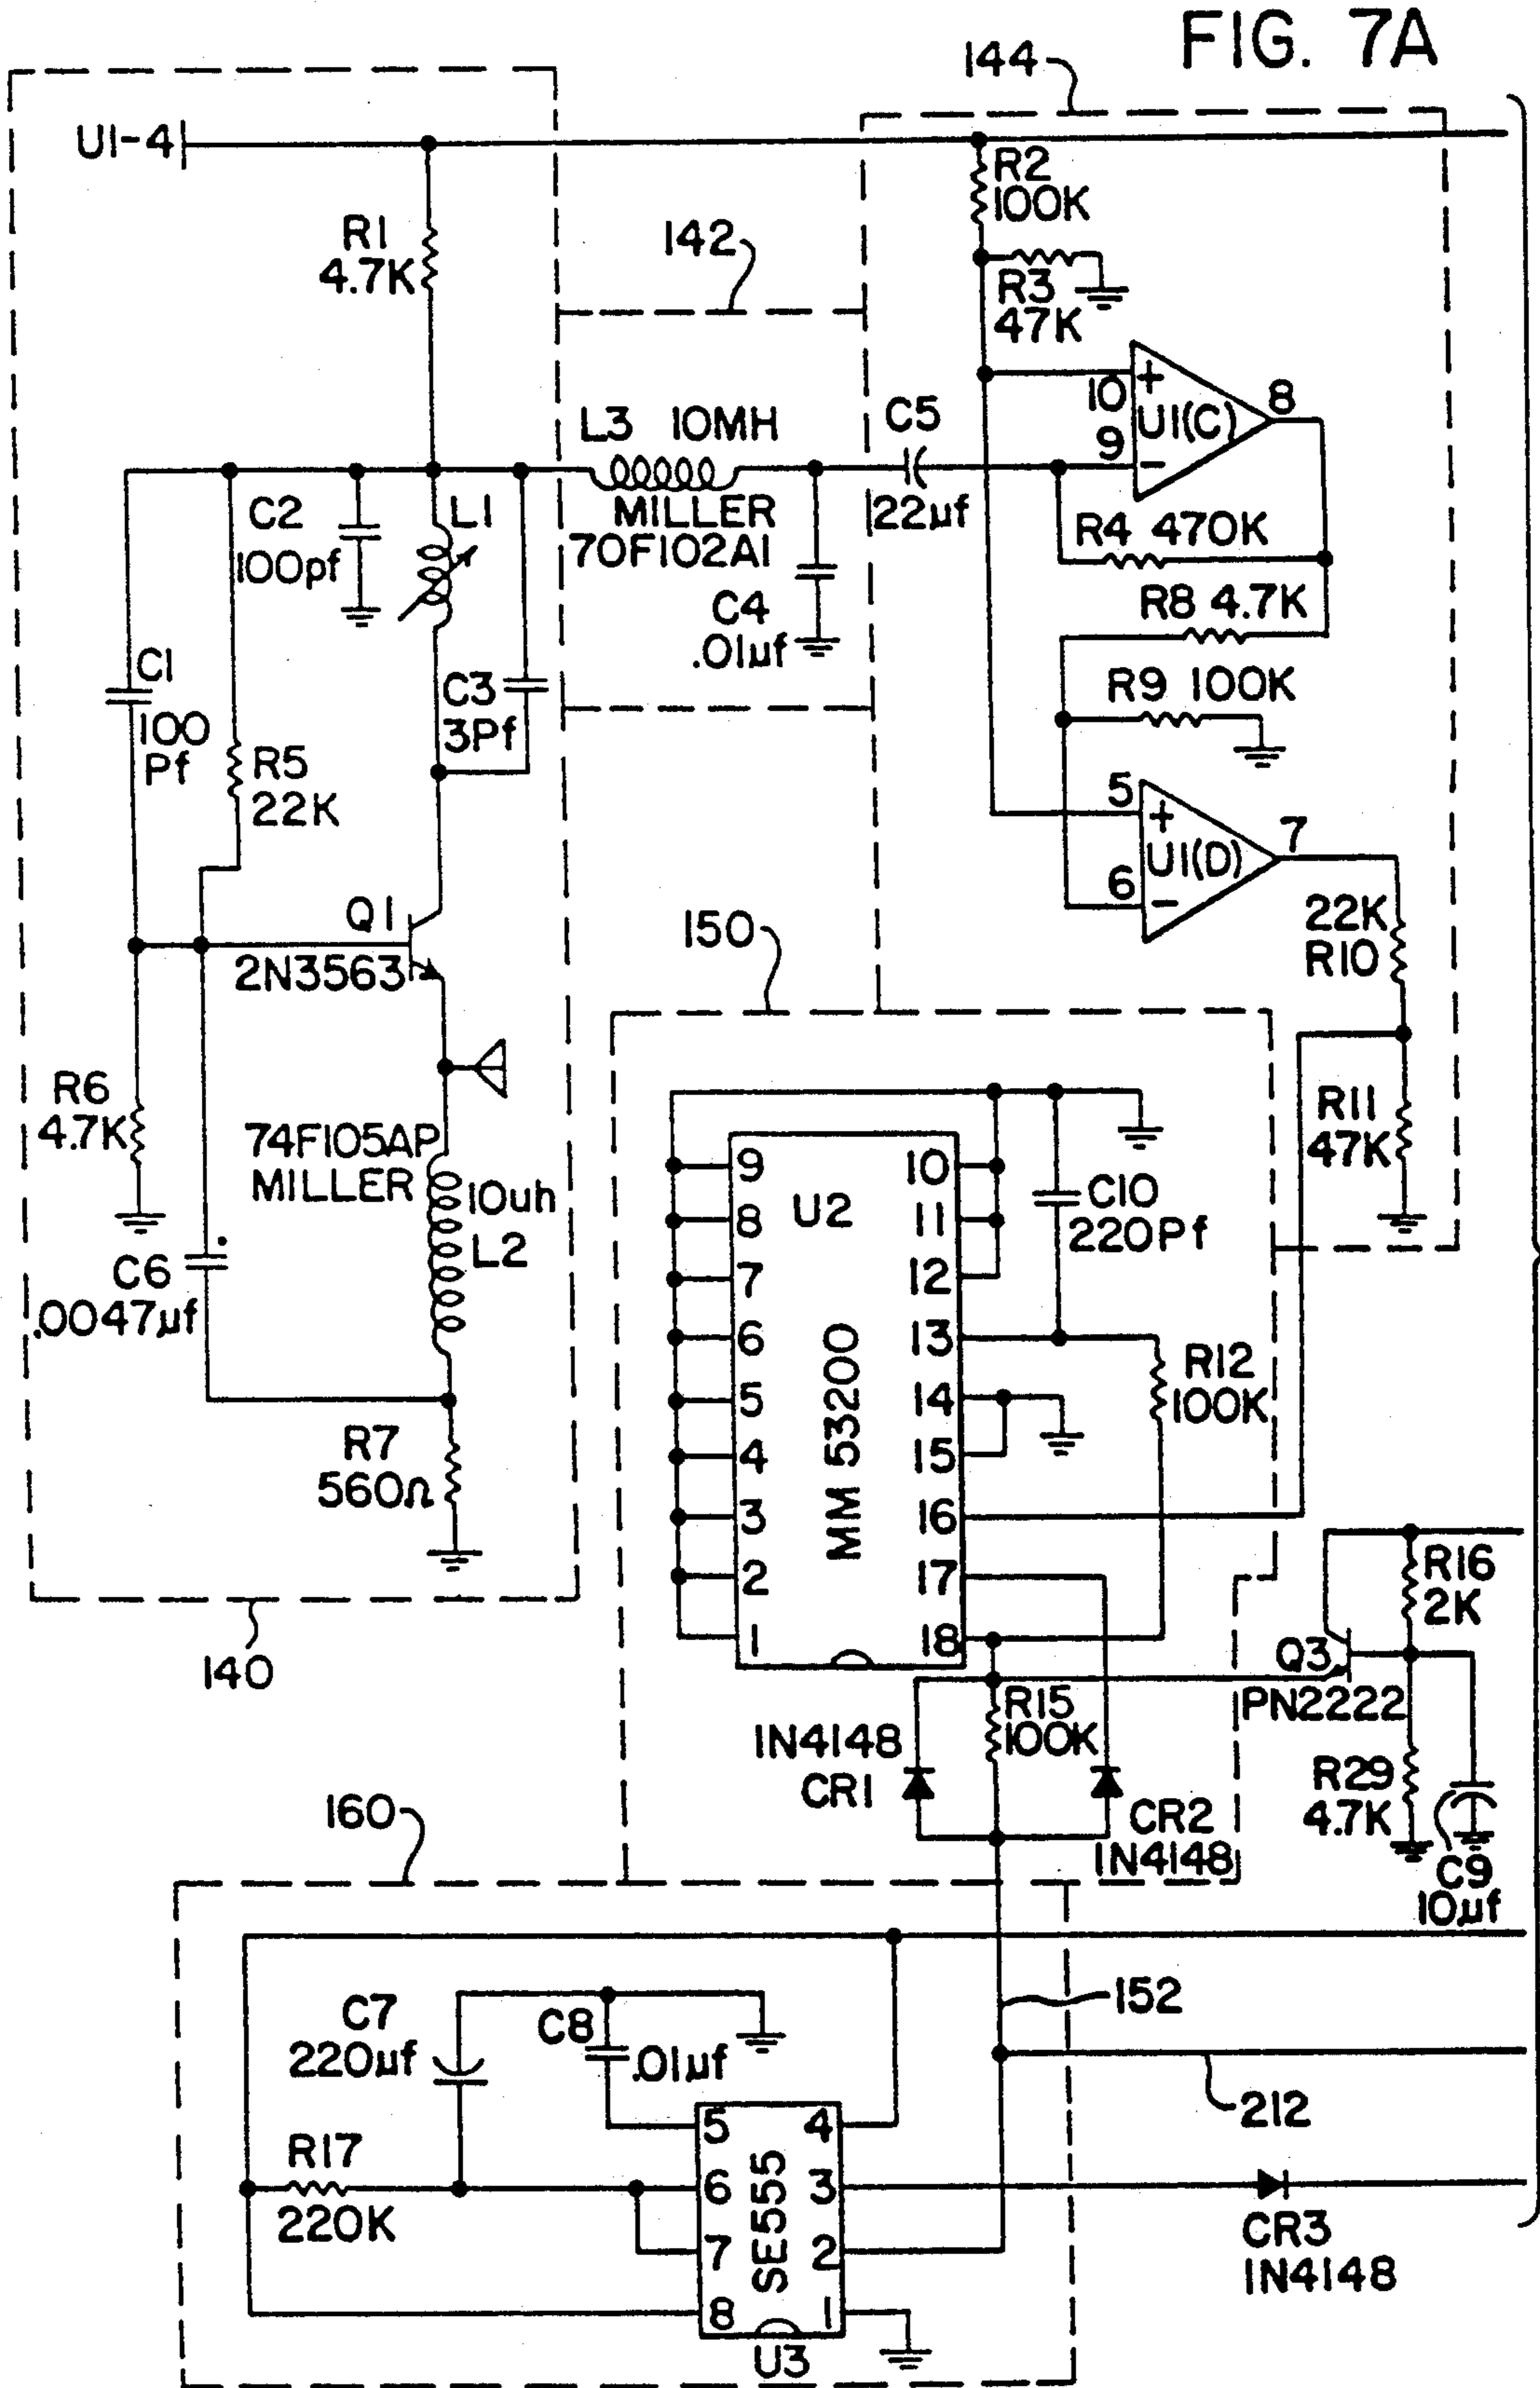 FIG. 7A
144
U1-4
R2
100K
R1
4.7K
142
R3
47K
10
+
U1(C)
8
9
-
L3 10MH
C5
MILLER
70F102A1
22µf
C2
100pf
L1
R4 470K
C4
.01µf
R8 4.7K
C1
100
Pf
C3
3Pf
R9 100K
R5
22K
5
+
U1(D)
7
6
-
Q1
2N3563
150
22K
R10
R6
4.7K
74F105AP
MILLER
10uh
L2
R11
47K
9
8
7
6
5
4
3
2
1
U2
MM 53200
10
11
12
13
14
15
16
17
18
C10
220Pf
C6
.0047µf
R12
100K
R7
560Ω
140
R16
2K
Q3
PN2222
R15
100K
1N4148
CR1
CR2
1N4148
R29
4.7K
C9
10µf
160
152
C7
220µf
C8
.01µf
212
R17
220K
5
6
7
8
SE555
4
3
2
1
U3
CR3
1N4148